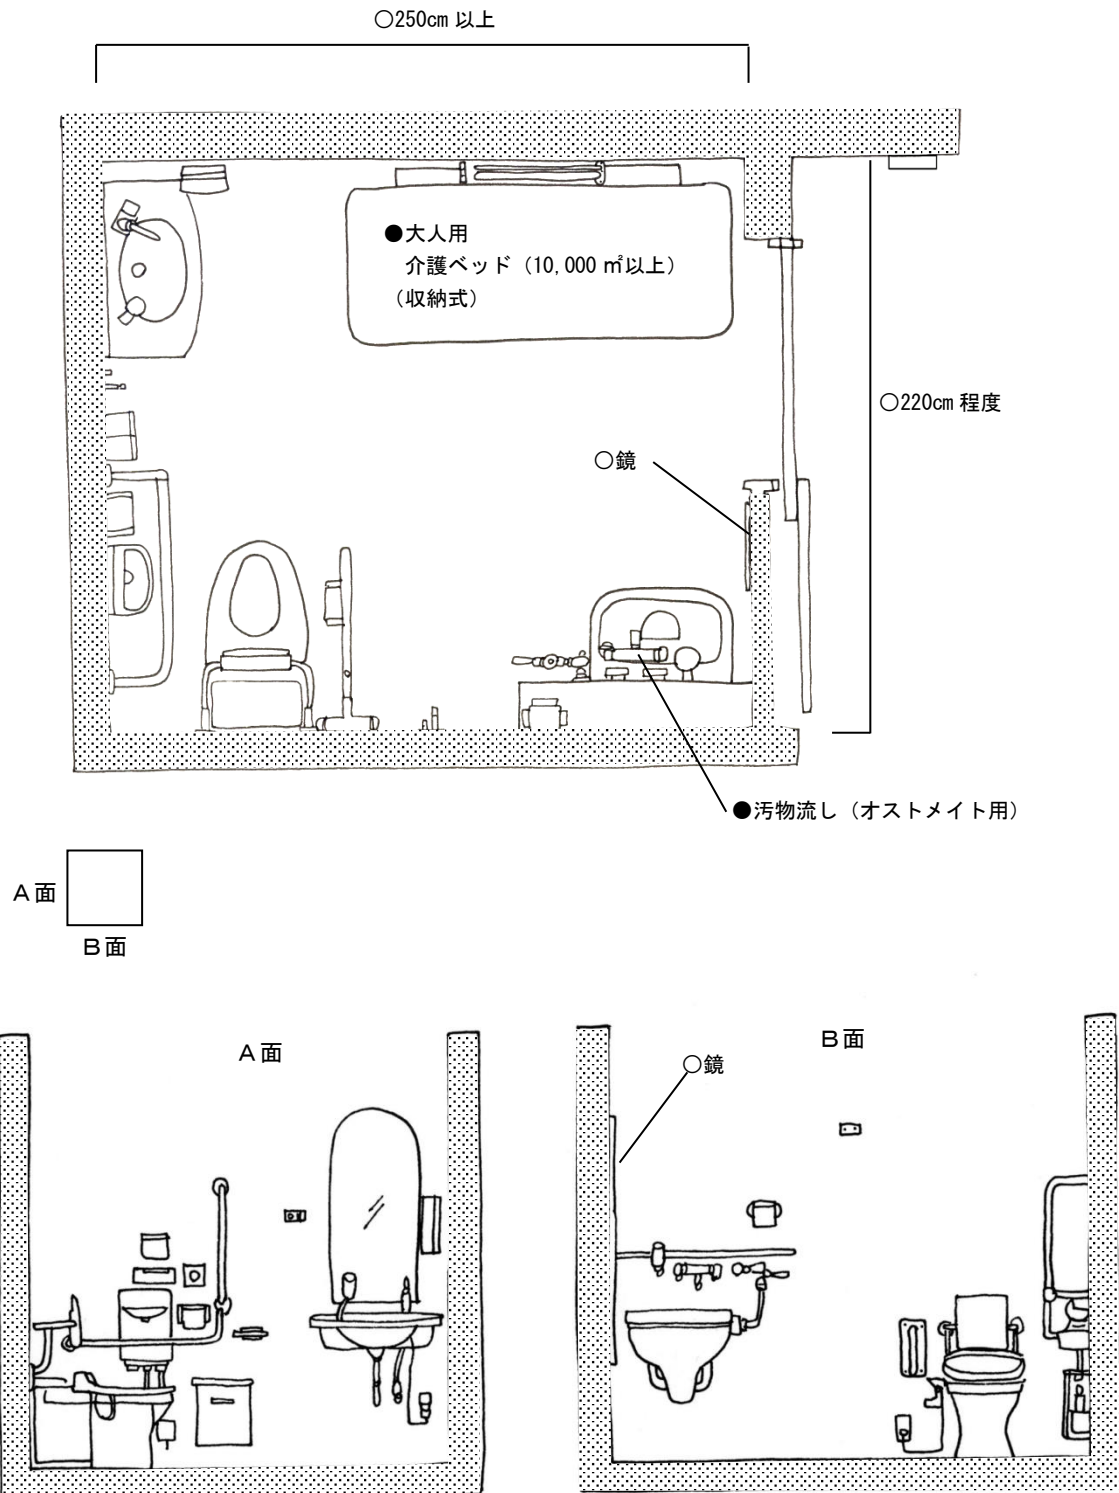 ○250cm 以上
●大人用
介護ベッド（10,000 ㎡以上）
（収納式）
○220cm 程度
○鏡
●汚物流し（オストメイト用）
A面
B面
A面
B面
○鏡